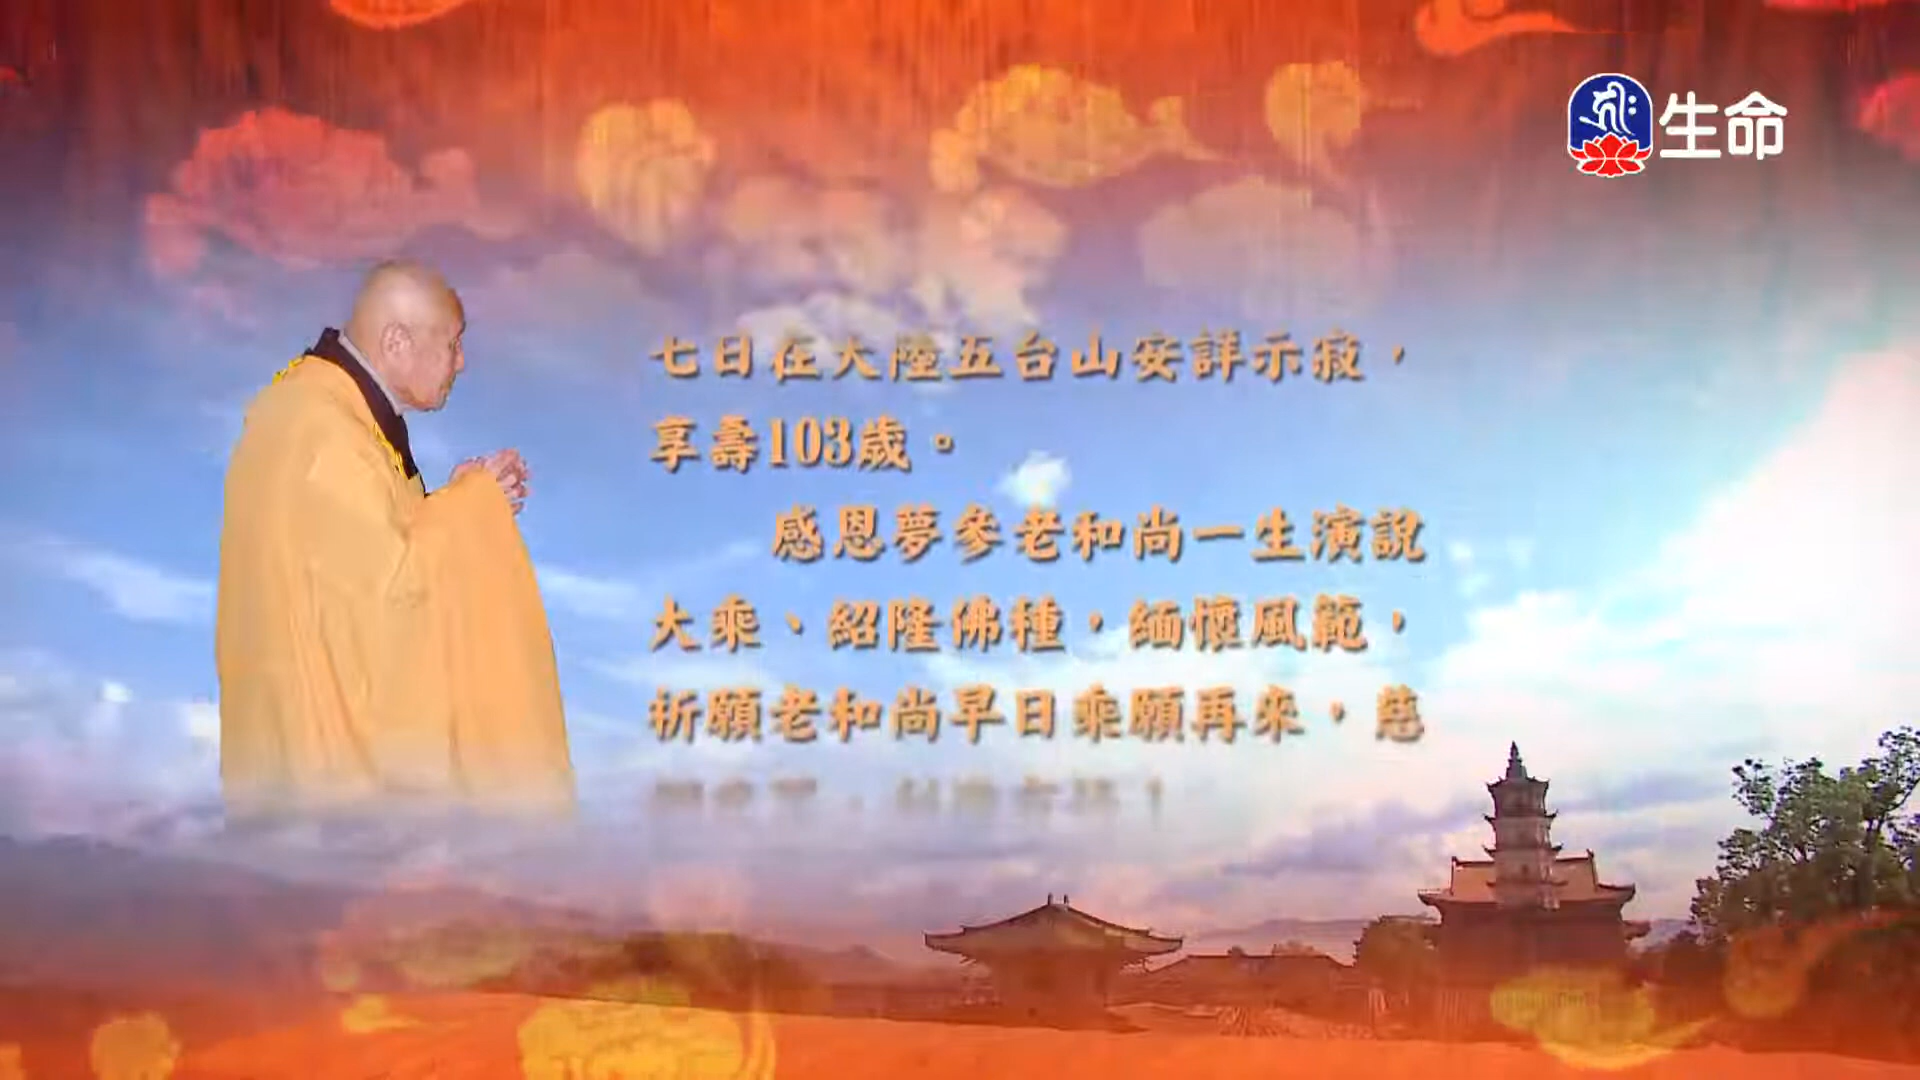 生命
七日在大陸五台山安詳示寂，
享壽103歲。
感恩夢參老和尚一生演說
大乘、紹隆佛種，緬懷風範，
祈願老和尚早日乘願再來，慈